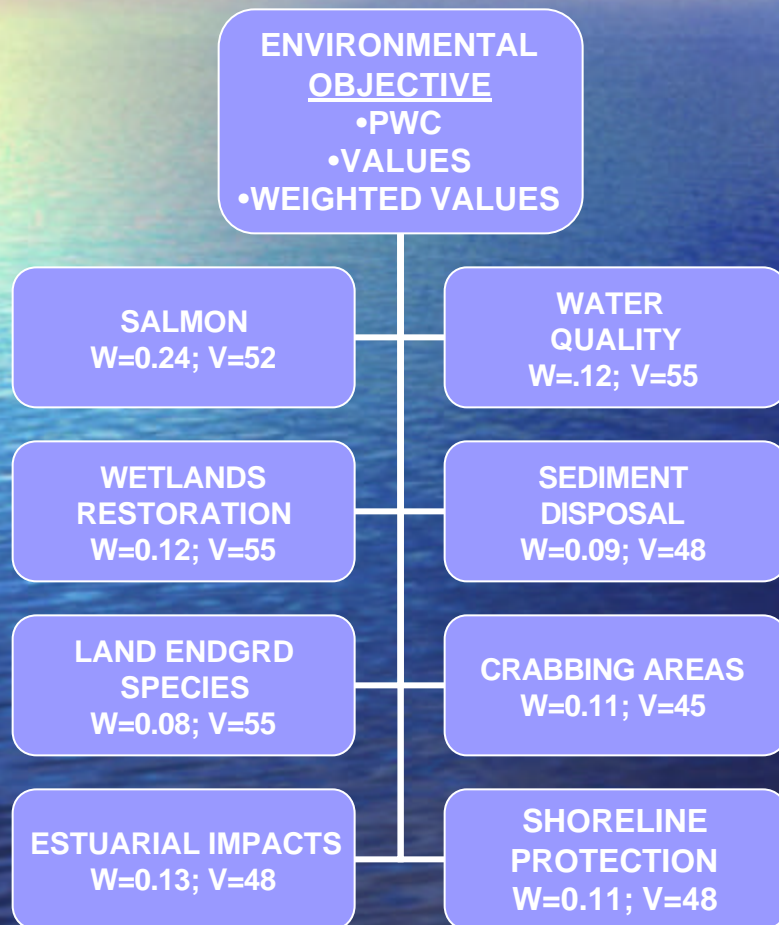 ENVIRONMENTAL
OBJECTIVE
•PWC
•VALUES
•WEIGHTED VALUES
SALMON
W=0.24; V=52
WATER
QUALITY
W=.12; V=55
WETLANDS
RESTORATION
W=0.12; V=55
SEDIMENT
DISPOSAL
W=0.09; V=48
LAND ENDGRD
SPECIES
W=0.08; V=55
CRABBING AREAS
W=0.11; V=45
ESTUARIAL IMPACTS
W=0.13; V=48
SHORELINE
PROTECTION
W=0.11; V=48